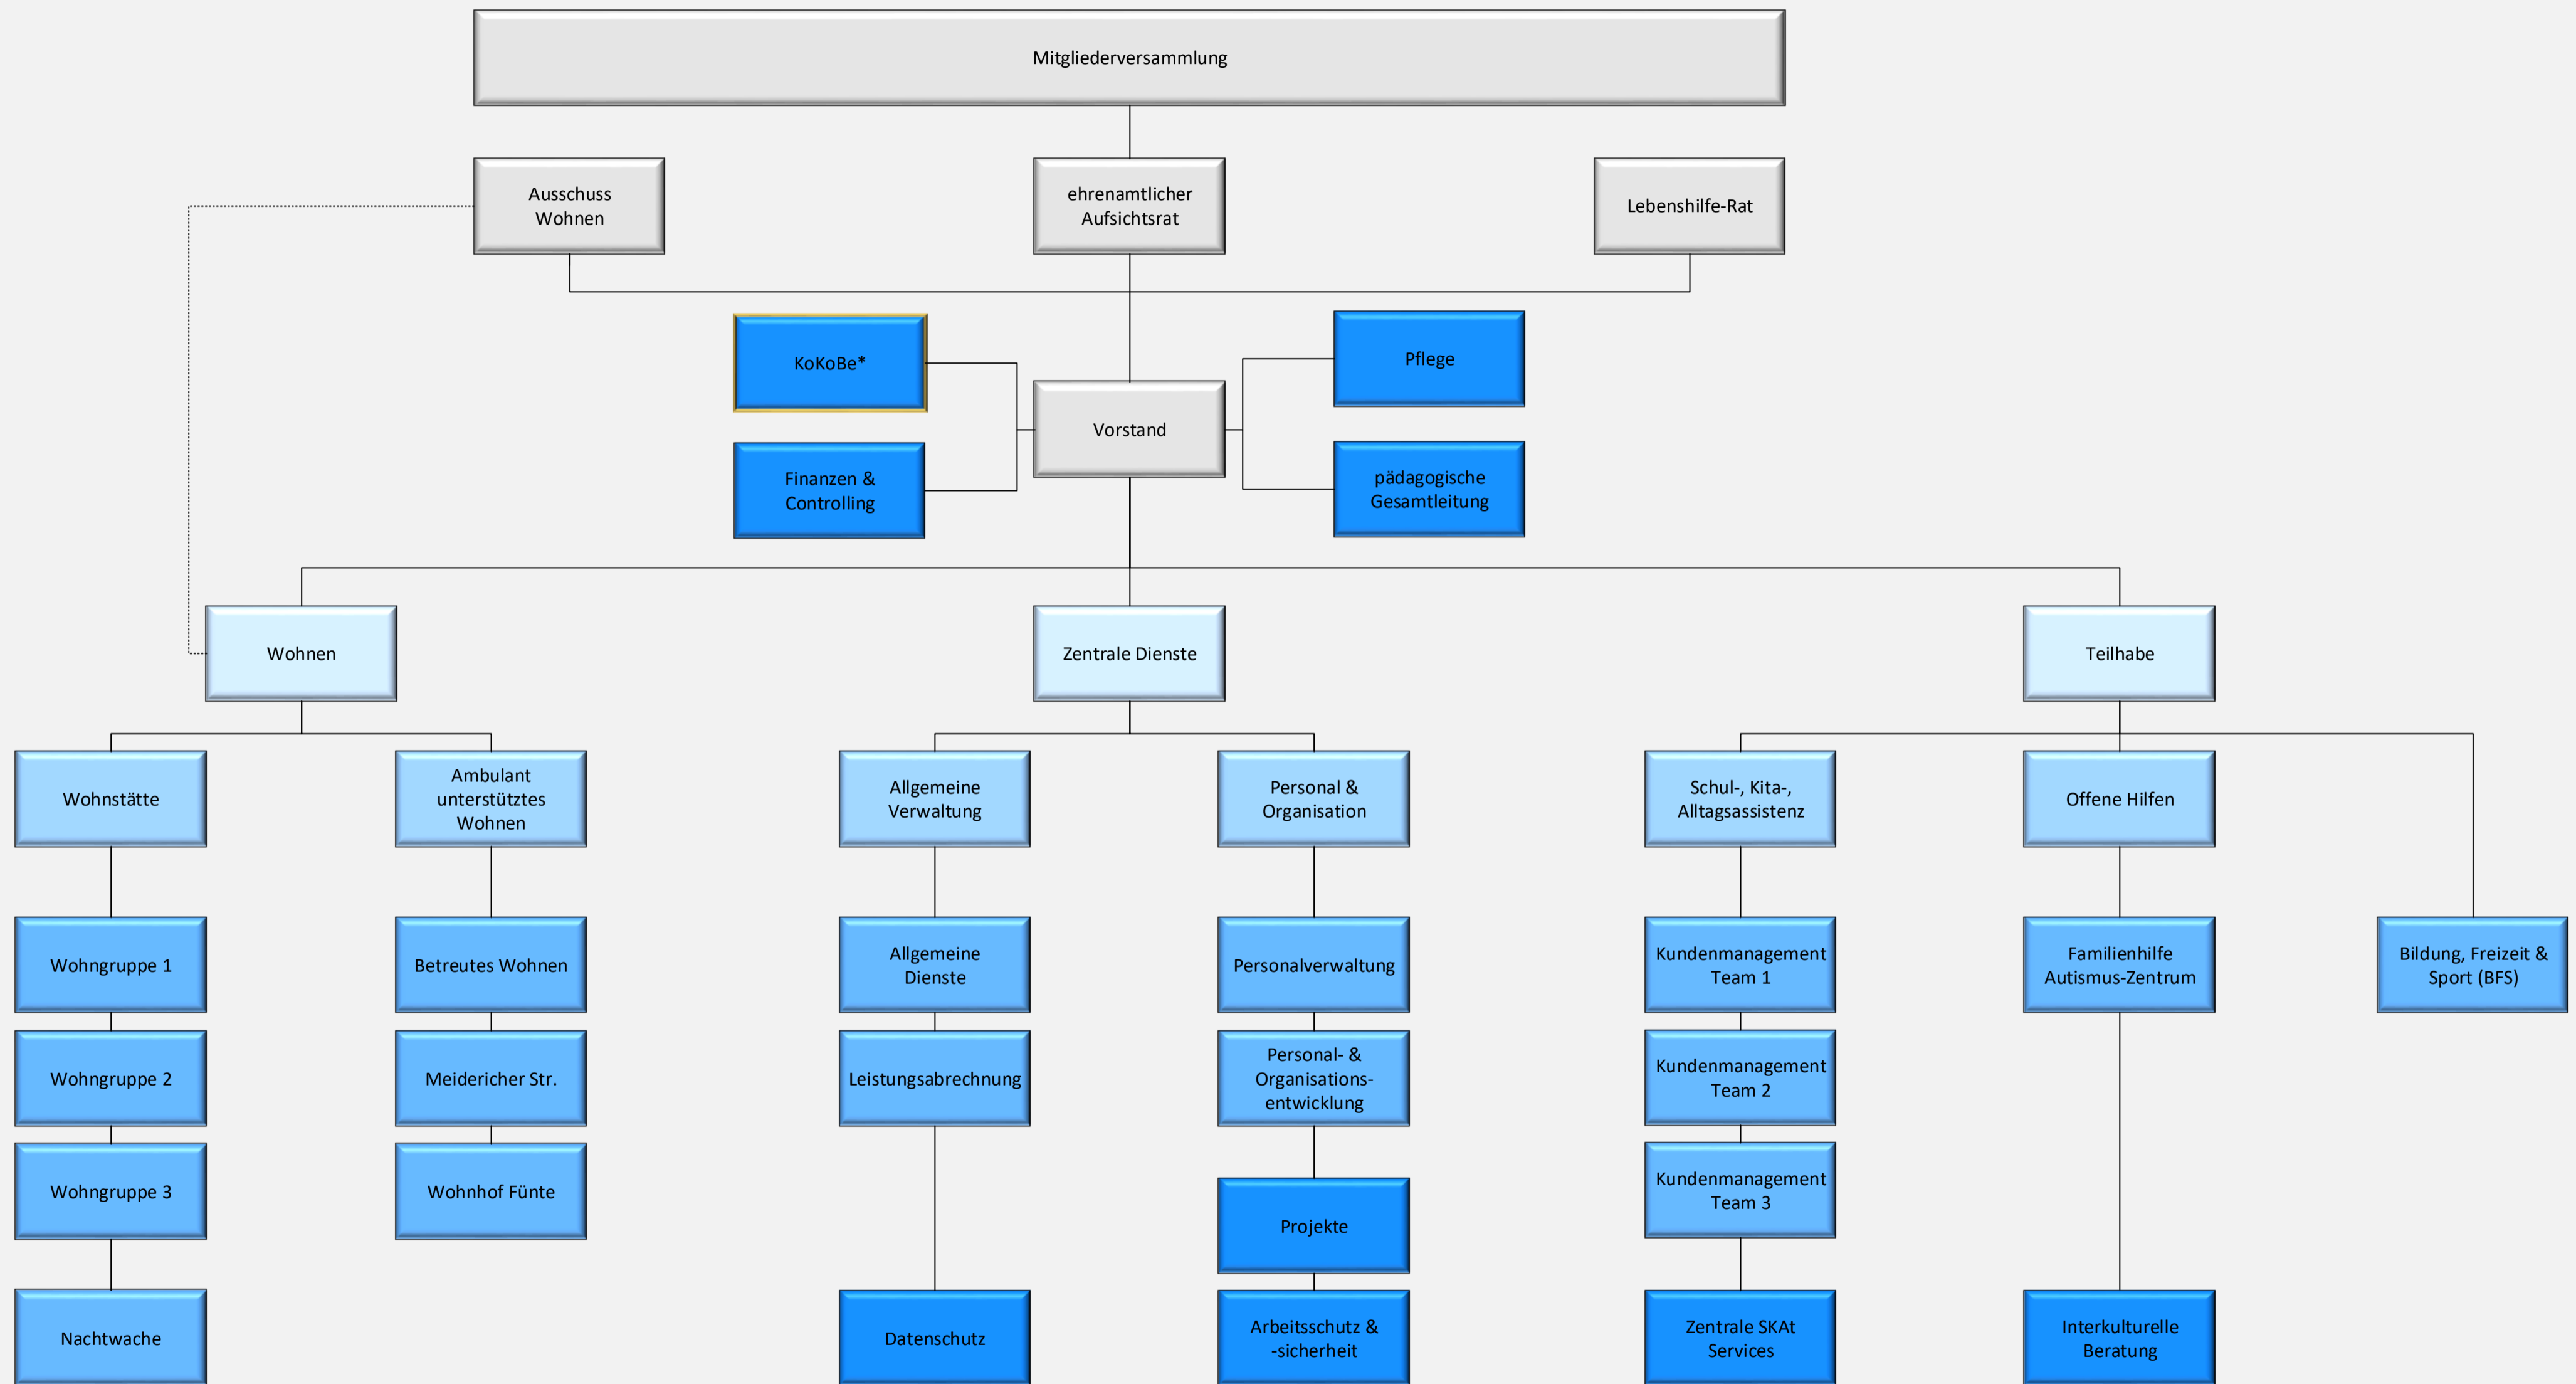 Mitgliederversammlung
Ausschuss
Wohnen
ehrenamtlicher
Aufsichtsrat
Lebenshilfe-Rat
KoKoBe*
Pflege
Vorstand
Finanzen &
Controlling
pädagogische
Gesamtleitung
Wohnen
Zentrale Dienste
Teilhabe
Wohnstätte
Ambulant
unterstütztes
Wohnen
Allgemeine
Verwaltung
Personal &
Organisation
Schul-, Kita-,
Alltagsassistenz
Offene Hilfen
Wohngruppe 1
Betreutes Wohnen
Allgemeine
Dienste
Personalverwaltung
Kundenmanagement
Team 1
Familienhilfe
Autismus-Zentrum
Bildung, Freizeit &
Sport (BFS)
Wohngruppe 2
Meidericher Str.
Leistungsabrechnung
Personal- &
Organisations-
entwicklung
Kundenmanagement
Team 2
Wohngruppe 3
Wohnhof Fünte
Projekte
Kundenmanagement
Team 3
Nachtwache
Datenschutz
Arbeitsschutz &
-sicherheit
Zentrale SKAt
Services
Interkulturelle
Beratung